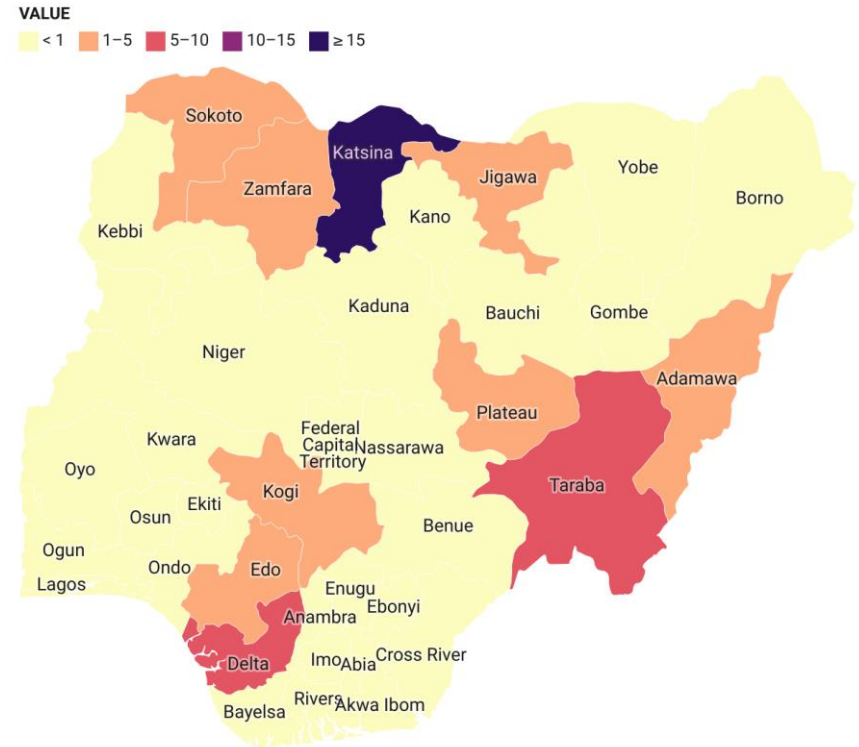 VALUE
< 1 1–5 5–10 10–15 ≥ 15
Sokoto
Katsina
Zamfara
Jigawa
Yobe
Borno
Kebbi
Kano
Kaduna
Bauchi
Gombe
Niger
Adamawa
Plateau
Federal
Capital
Territory
Nassarawa
Kwara
Oyo
Kogi
Taraba
Ekiti
Osun
Benue
Ogun
Ondo
Edo
Lagos
Enugu
Ebonyi
Anambra
Delta
Imo
Abia
Cross River
Rivers
Akwa Ibom
Bayelsa